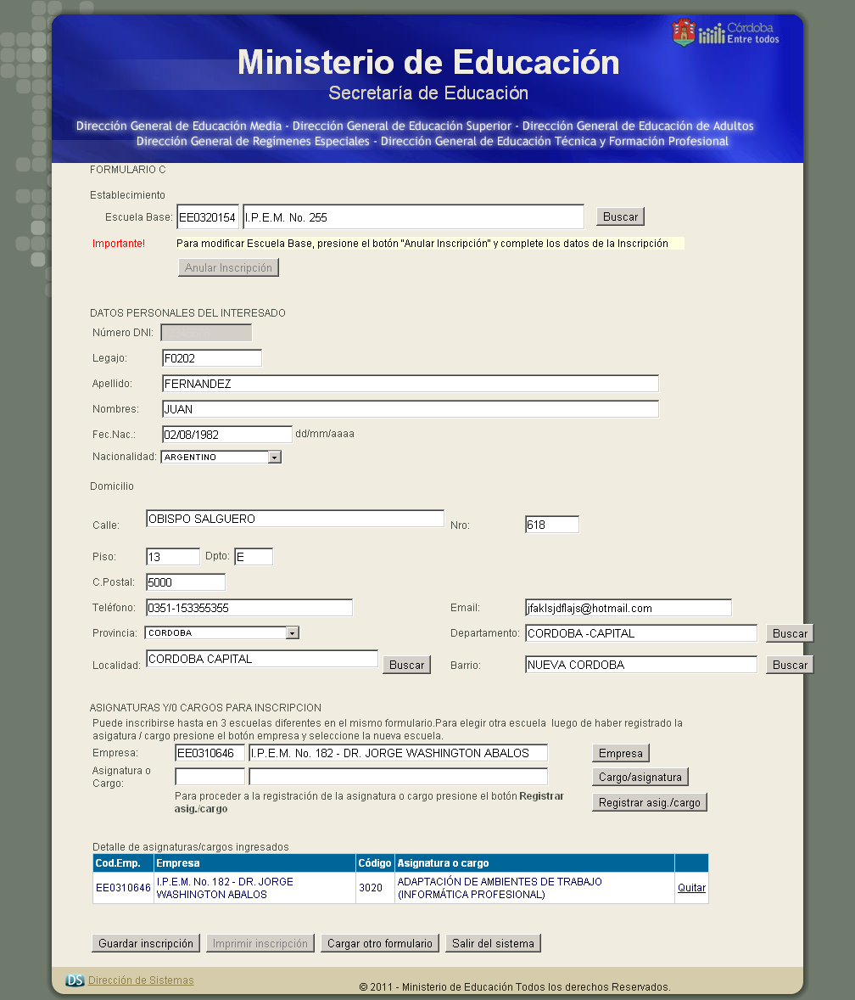 Córdoba
Entre todos
Ministerio de Educación
Secretaría de Educación
Dirección General de Educación Media - Dirección General de Educación Superior - Dirección General de Educación de Adultos
Dirección General de Regímenes Especiales - Dirección General de Educación Técnica y Formación Profesional
FORMULARIO C
Establecimiento
Escuela Base: EE0320154 I.P.E.M. No. 255 Buscar
Importante! Para modificar Escuela Base, presione el botón "Anular Inscripción" y complete los datos de la Inscripción
Anular Inscripción
DATOS PERSONALES DEL INTERESADO
Número DNI:
Legajo: F0202
Apellido: FERNANDEZ
Nombres: JUAN
Fec.Nac.: 02/08/1982 dd/mm/aaaa
Nacionalidad: ARGENTINO
Domicilio
Calle: OBISPO SALGUERO Nro: 618
Piso: 13 Dpto: E
C.Postal: 5000
Teléfono: 0351-153355355 Email: jfaklsjdflajs@hotmail.com
Provincia: CORDOBA Departamento: CORDOBA -CAPITAL Buscar
Localidad: CORDOBA CAPITAL Buscar Barrio: NUEVA CORDOBA Buscar
ASIGNATURAS Y/0 CARGOS PARA INSCRIPCION
Puede inscribirse hasta en 3 escuelas diferentes en el mismo formulario.Para elegir otra escuela luego de haber registrado la
asigatura / cargo presione el botón empresa y seleccione la nueva escuela.
Empresa: EE0310646 I.P.E.M. No. 182 - DR. JORGE WASHINGTON ABALOS Empresa
Asignatura o
Cargo: Cargo/asignatura
Para proceder a la registración de la asignatura o cargo presione el botón Registrar
asig./cargo
Registrar asig./cargo
Detalle de asignaturas/cargos ingresados
Cod.Emp. Empresa Código Asignatura o cargo
EE0310646 I.P.E.M. No. 182 - DR. JORGE
WASHINGTON ABALOS 3020 ADAPTACIÓN DE AMBIENTES DE TRABAJO
(INFORMÁTICA PROFESIONAL) Quitar
Guardar inscripción Imprimir inscripción Cargar otro formulario Salir del sistema
DS Dirección de Sistemas
© 2011 - Ministerio de Educación Todos los derechos Reservados.